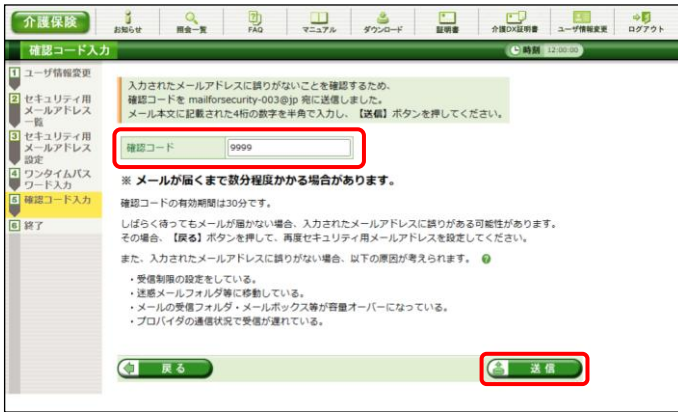 介護保険
お知らせ
照会一覧
FAQ
マニュアル
ダウンロード
証明書
介護DX証明書
ユーザ情報変更
ログアウト
確認コード入力
時刻 12:00:00
1 ユーザ情報変更
2 セキュリティ用
メールアドレス
一覧
3 セキュリティ用
メールアドレス
設定
4 ワンタイムパス
ワード入力
5 確認コード入力
6 終了
入力されたメールアドレスに誤りがないことを確認するため、
確認コードを mailforsecurity-003@jp 宛に送信しました。
メール本文に記載された4桁の数字を半角で入力し、【送信】ボタンを押してください。
確認コード 9999
※ メールが届くまで数分程度かかる場合があります。
確認コードの有効期間は30分です。
しばらく待ってもメールが届かない場合、入力されたメールアドレスに誤りがある可能性があります。
その場合、【戻る】ボタンを押して、再度セキュリティ用メールアドレスを設定してください。
また、入力されたメールアドレスに誤りがない場合、以下の原因が考えられます。 ?
・受信制限の設定をしている。
・迷惑メールフォルダ等に移動している。
・メールの受信フォルダ・メールボックス等が容量オーバーになっている。
・プロバイダの通信状況で受信が遅れている。
戻る
送信